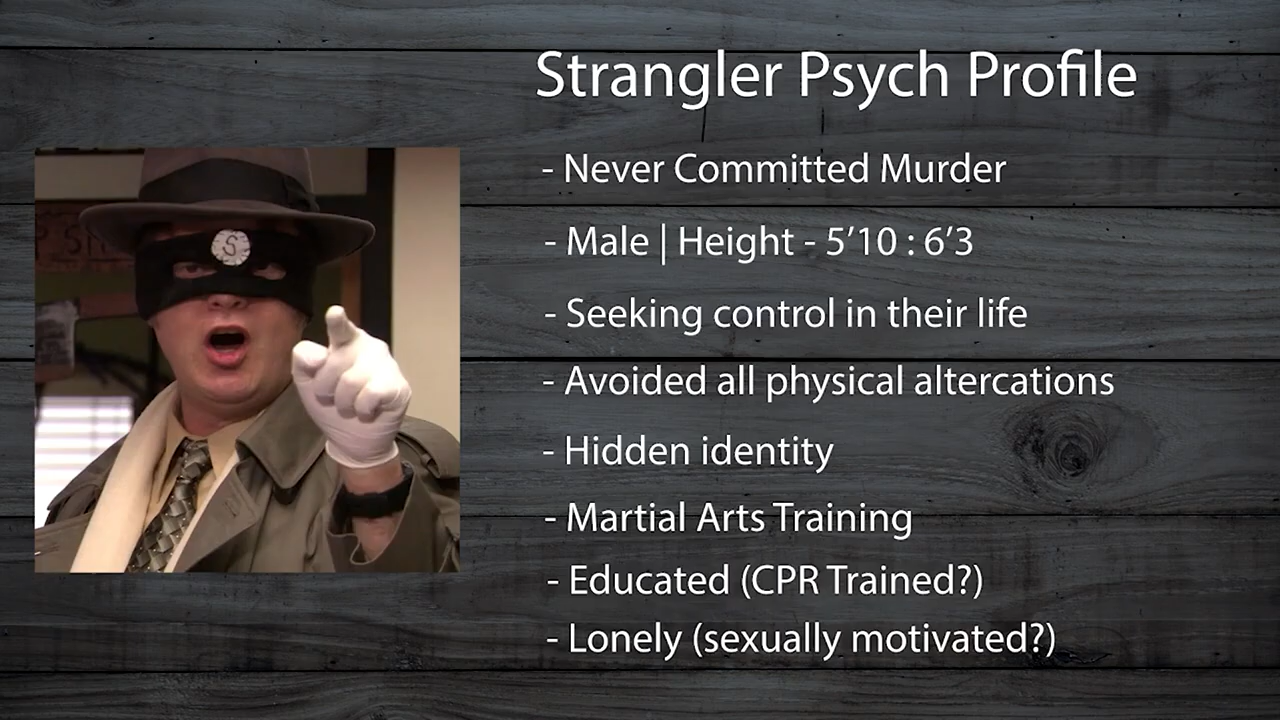 Strangler Psych Profile
- Never Committed Murder
- Male | Height - 5'10 : 6'3
- Seeking control in their life
- Avoided all physical altercations
- Hidden identity
- Martial Arts Training
- Educated (CPR Trained?)
- Lonely (sexually motivated?)
S